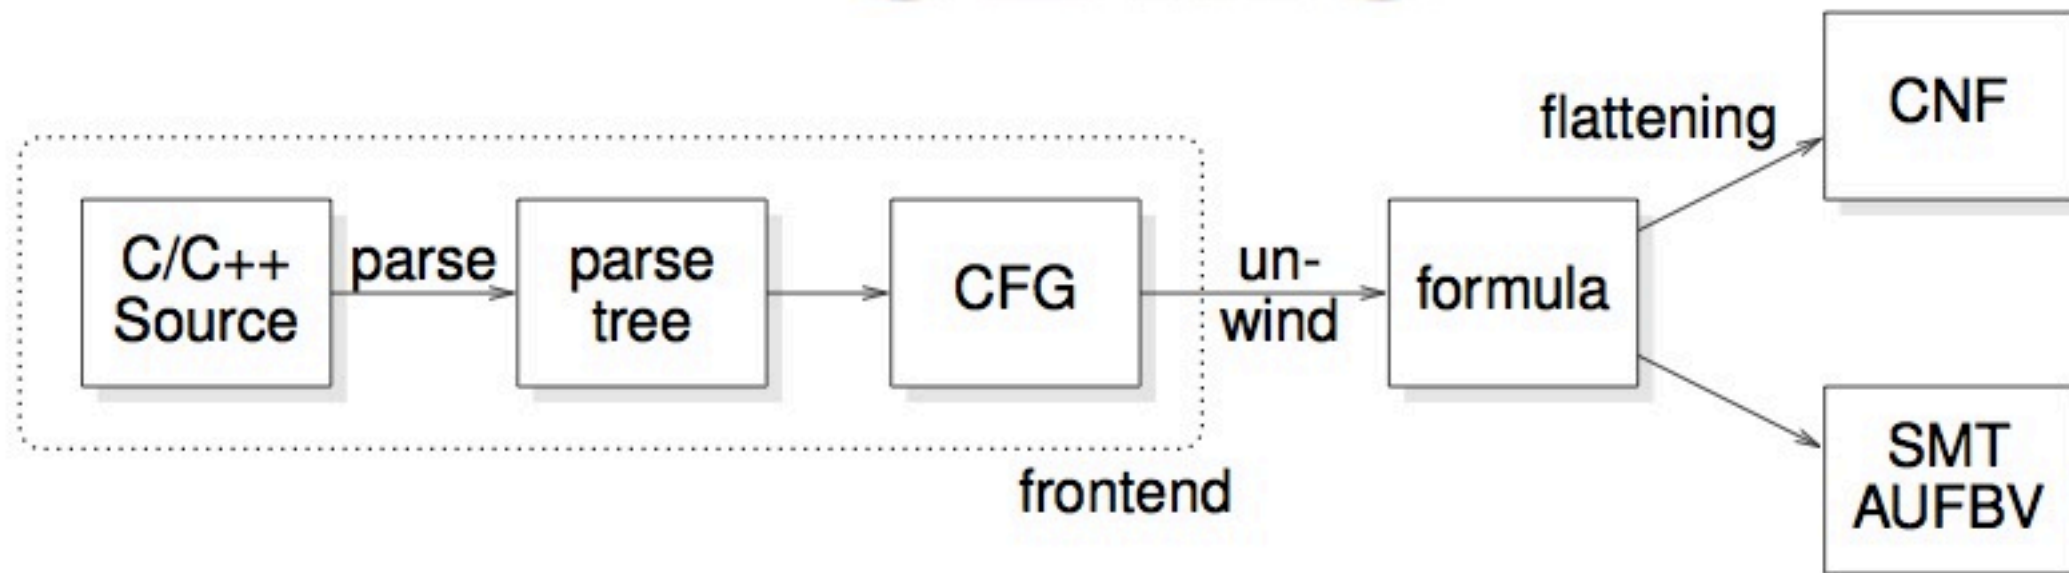 C/C++
Source
parse
parse
tree
CFG
un-
wind
formula
flattening
CNF
SMT
AUFBV
frontend